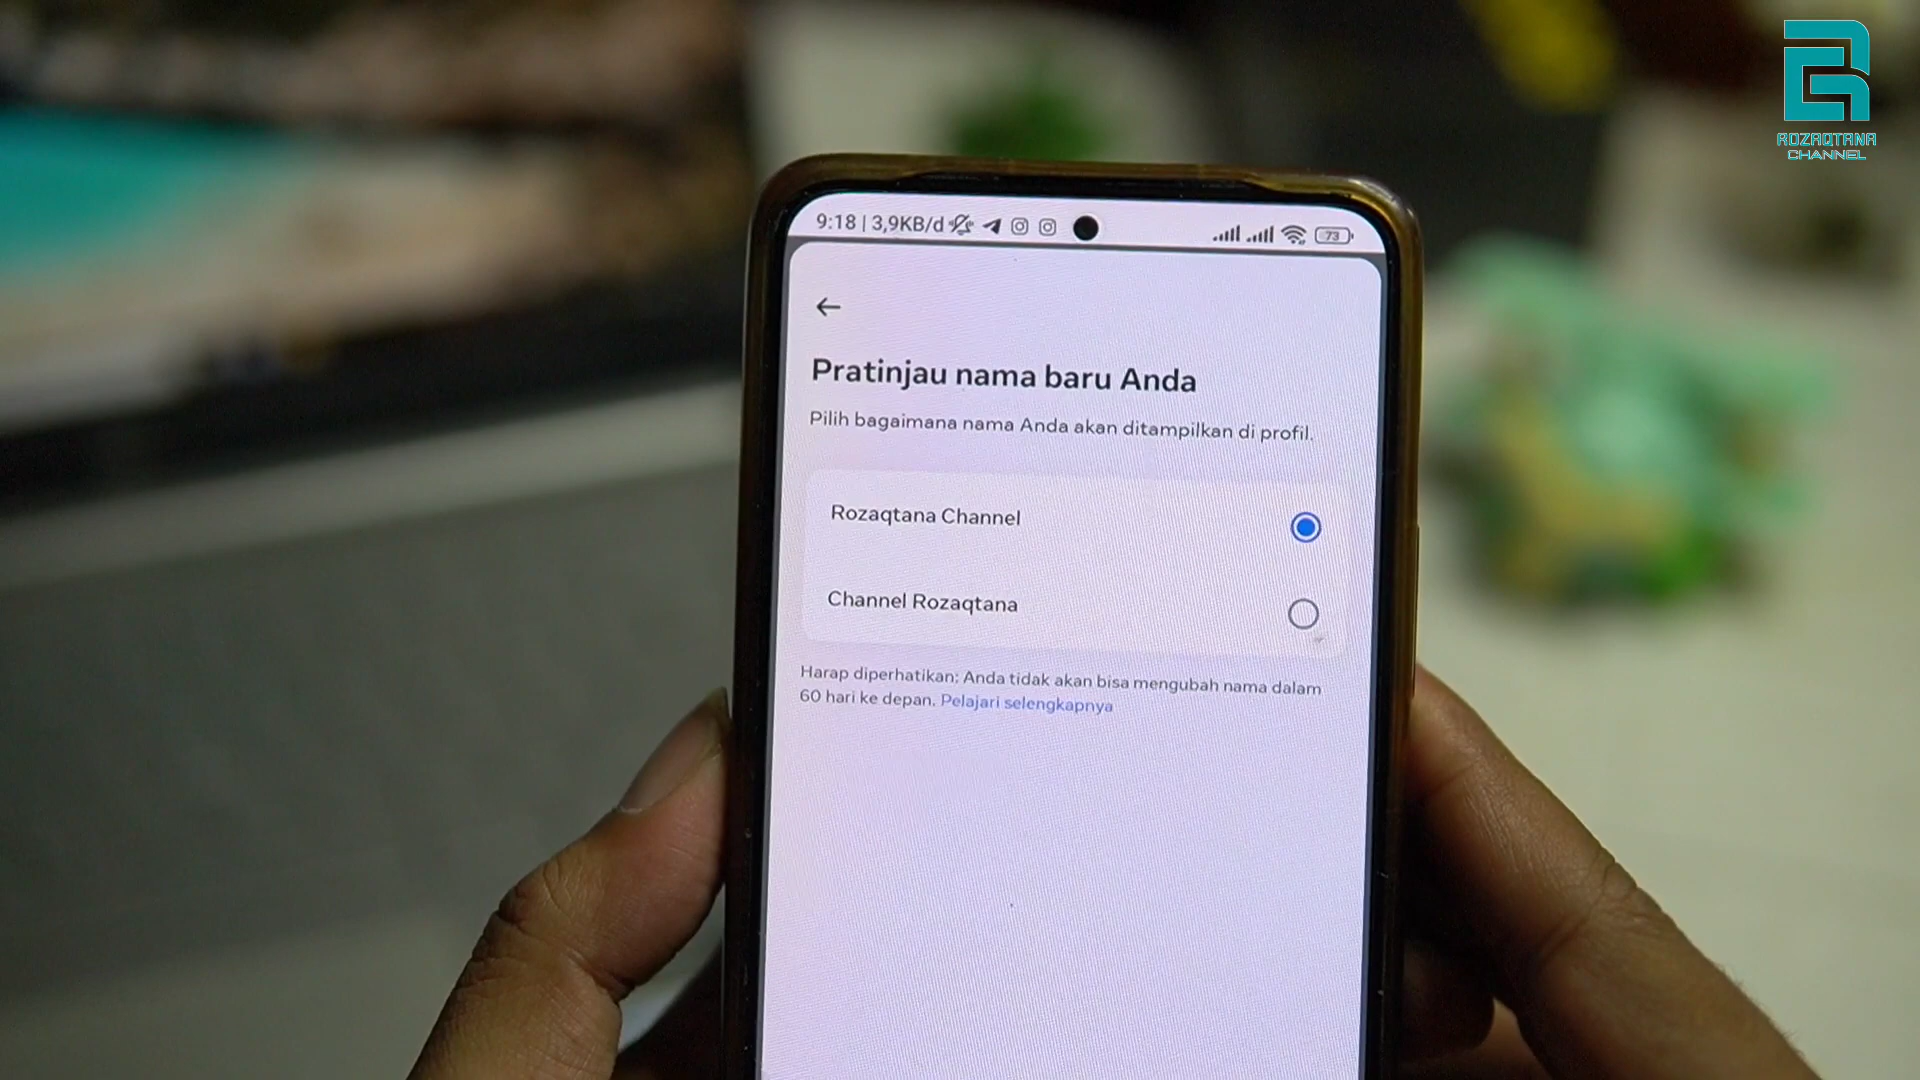 ROZAQTANA
CHANNEL
9:18 | 3,9KB/d
73
Pratinjau nama baru Anda
Pilih bagaimana nama Anda akan ditampilkan di profil.
Rozaqtana Channel
Channel Rozaqtana
Harap diperhatikan: Anda tidak akan bisa mengubah nama dalam
60 hari ke depan. Pelajari selengkapnya